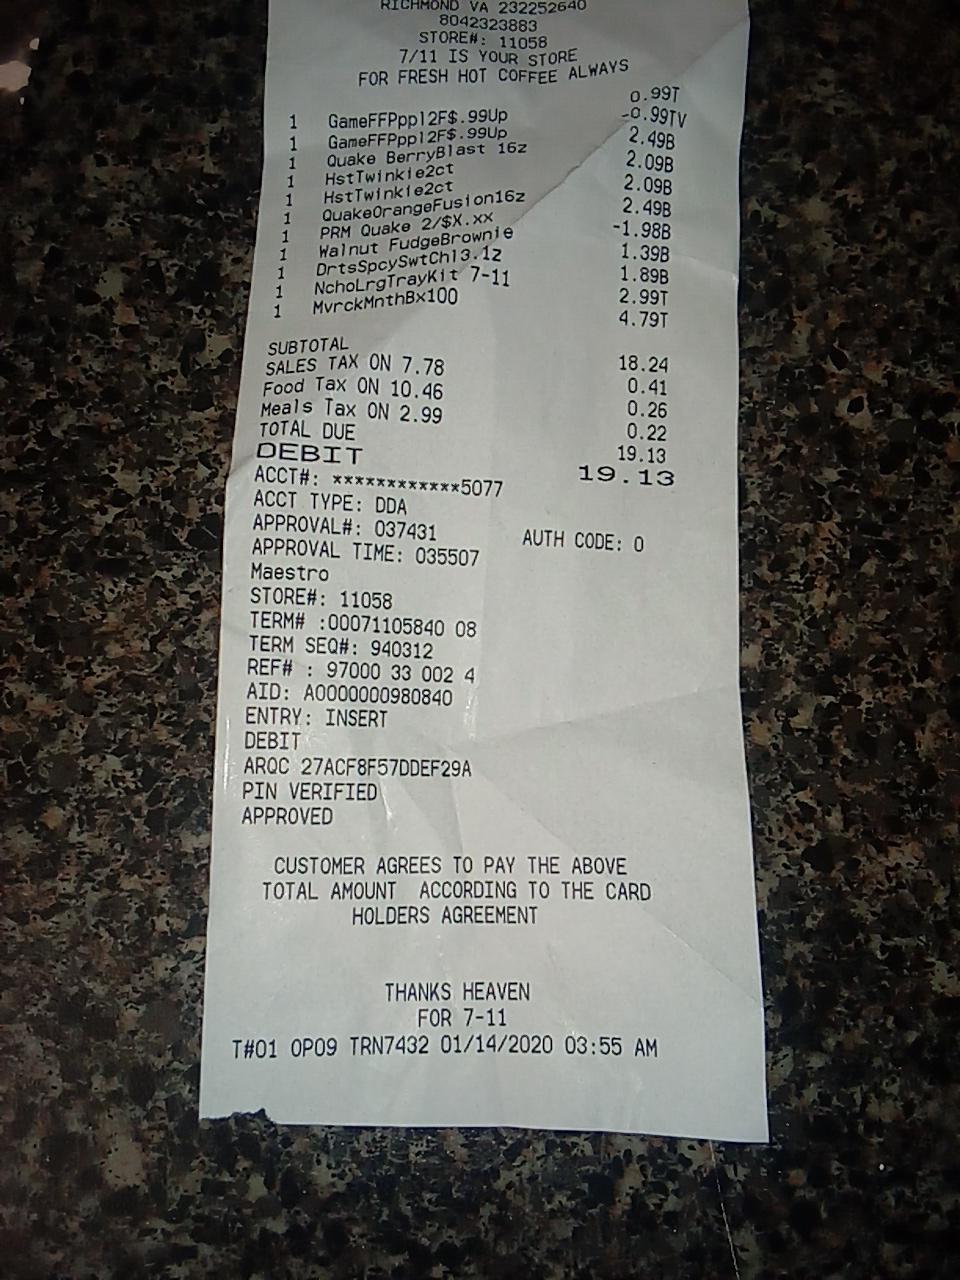 RICHMOND VA 232252640
8042323883
STORE#: 11058
7/11 IS YOUR STORE
FOR FRESH HOT COFFEE ALWAYS
1 GameFFPpp12F$.99Up 0.99T
1 GameFFPpp12F$.99Up -0.99TV
1 Quake BerryBlast 16z 2.49B
1 HstTwinkie2ct 2.09B
1 HstTwinkie2ct 2.09B
1 QuakeOrangeFusion16z 2.49B
1 PRM Quake 2/$X.xx -1.98B
1 Walnut FudgeBrownie 1.39B
1 DrtsSpcySwtChl3.1z 1.89B
1 NchoLrgTrayKit 7-11 2.99T
1 MvrckMnthBx100 4.79T
SUBTOTAL 18.24
SALES TAX ON 7.78 0.41
Food Tax ON 10.46 0.26
Meals Tax ON 2.99 0.22
TOTAL DUE 19.13
DEBIT 19.13
ACCT#: ************5077
ACCT TYPE: DDA
APPROVAL#: 037431 AUTH CODE: 0
APPROVAL TIME: 035507
Maestro
STORE#: 11058
TERM# :00071105840 08
TERM SEQ#: 940312
REF# : 97000 33 002 4
AID: A0000000980840
ENTRY: INSERT
DEBIT
ARQC 27ACF8F57DDEF29A
PIN VERIFIED
APPROVED
CUSTOMER AGREES TO PAY THE ABOVE
TOTAL AMOUNT ACCORDING TO THE CARD
HOLDERS AGREEMENT
THANKS HEAVEN
FOR 7-11
T#01 OP09 TRN7432 01/14/2020 03:55 AM